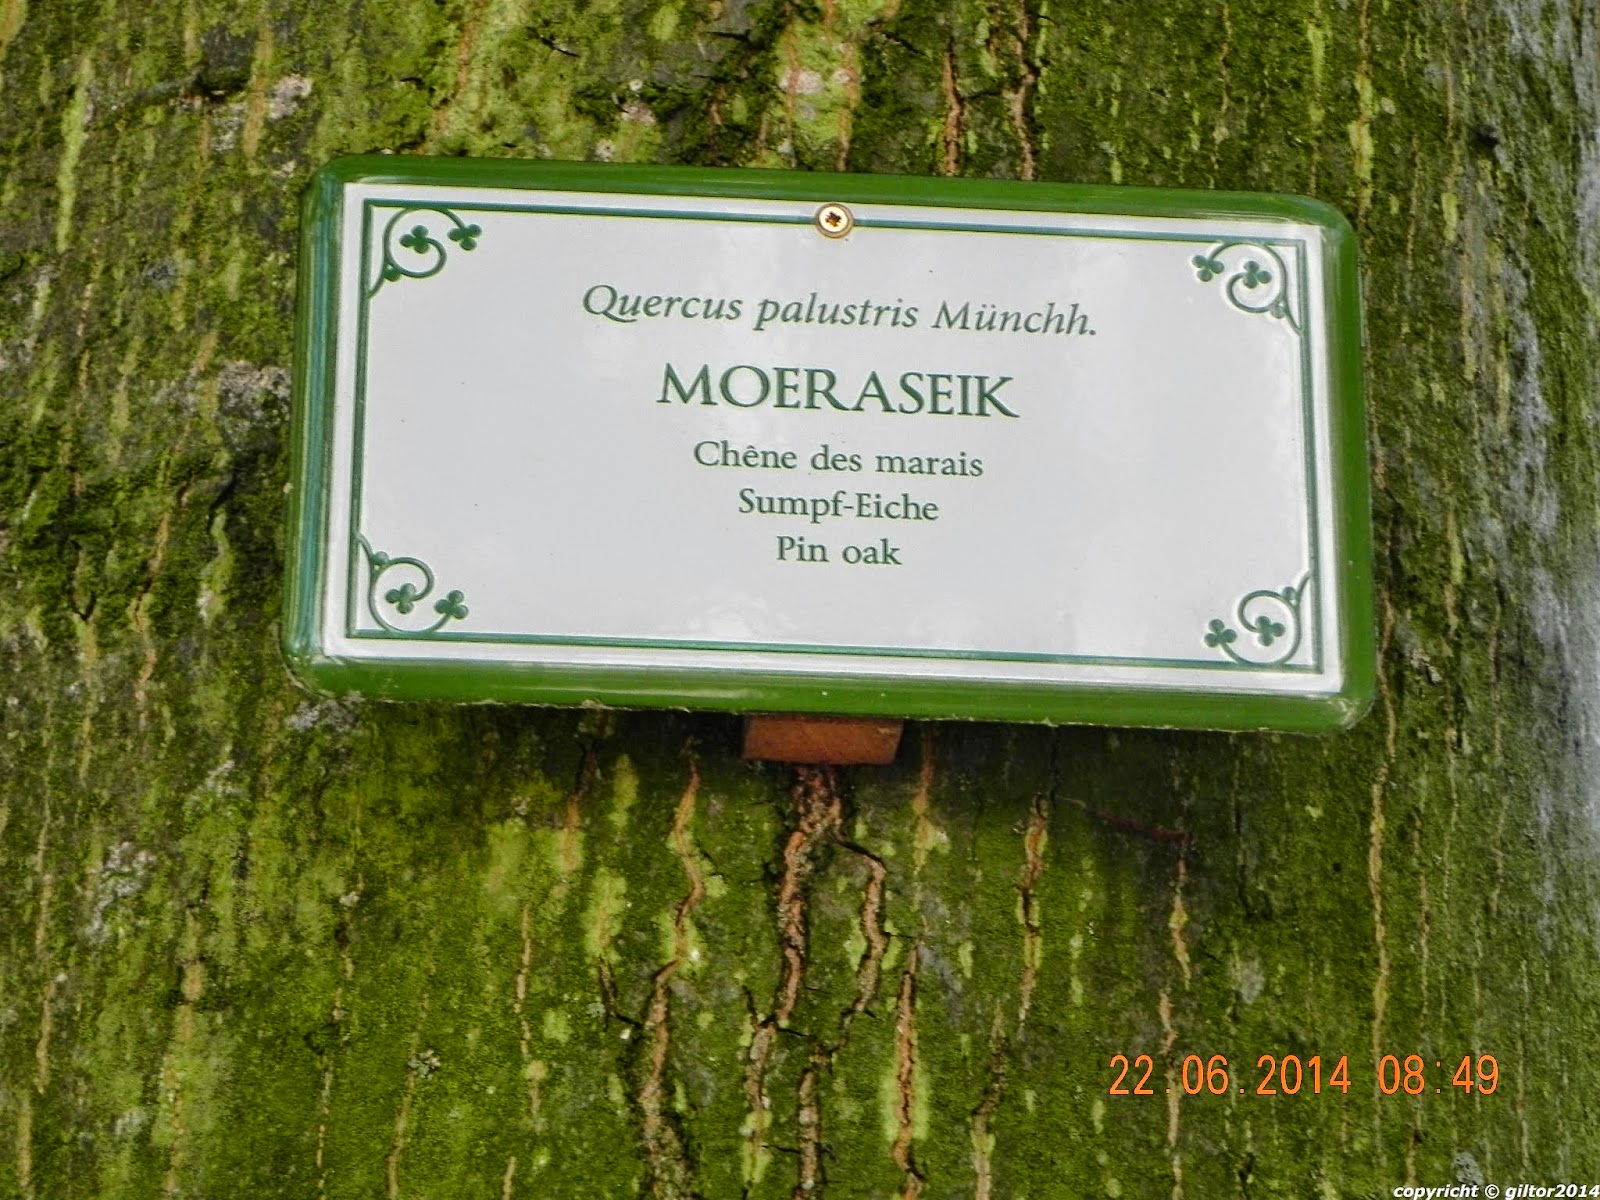 Quercus palustris Münchh.
MOERASEIK
Chêne des marais
Sumpf-Eiche
Pin oak
22.06.2014 08:49
copyricht © giltor2014